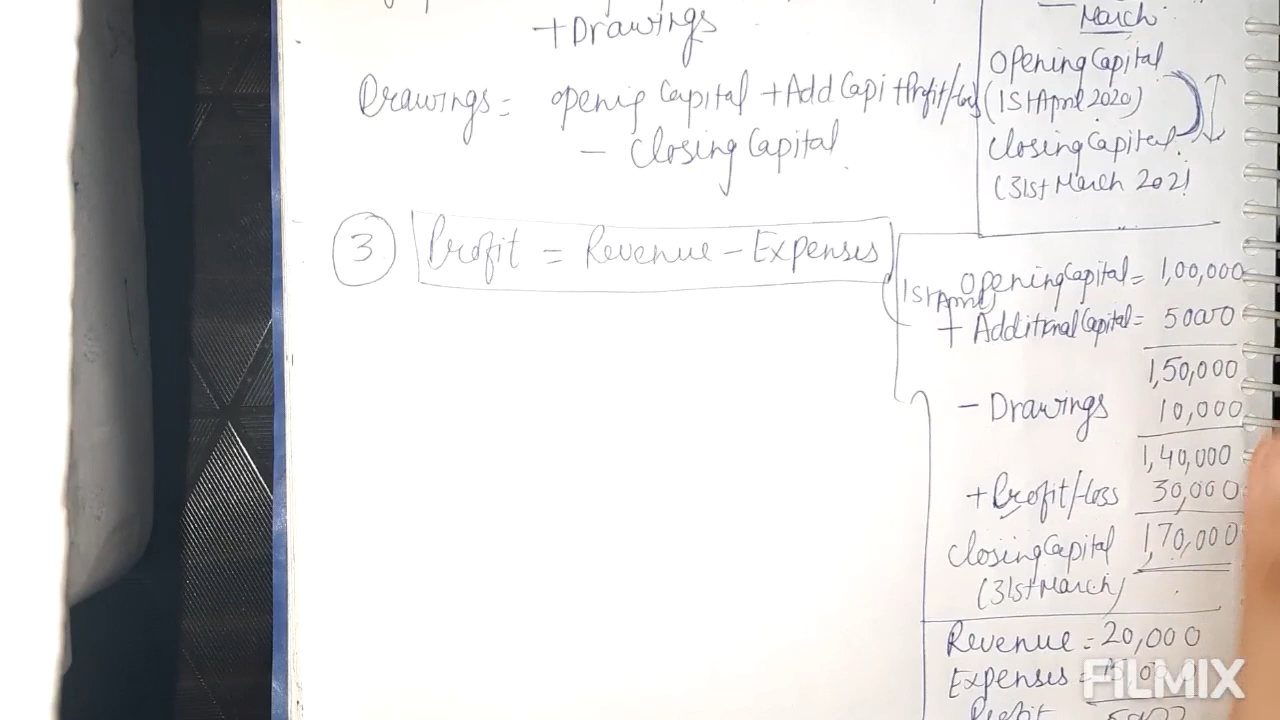 +Drawings
Drawings = opening Capital + Add Capi + Profit/-Loss
- Closing Capital
③ Profit = Revenue - Expenses
March
Opening Capital
(1st April 2020)
Closing Capital
(31st March 2021
1st April
Opening Capital = 1,00,000
+ Additional Capital = 50000
1,50,000
- Drawings 10,000
1,40,000
+ Profit/-Loss 30,000
Closing Capital 1,70,000
(31st March)
Revenue = 20,000
Expenses =
Profit
FILMIX